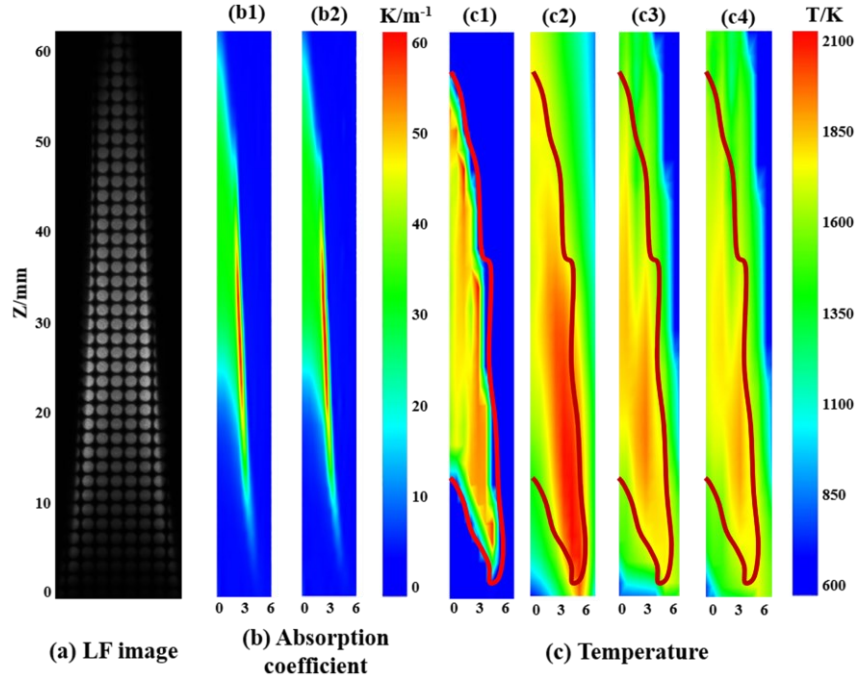 (b1) (b2) K/m-1 (c1) (c2) (c3) (c4) T/K
60 60 2100
50 50 1850
40 40 1600
Z/mm
30 30 1350
20 20 1100
10 10 850
0 0 600
0 3 6 0 3 6 0 3 6 0 3 6 0 3 6 0 3 6
(a) LF image
(b) Absorption
coefficient
(c) Temperature